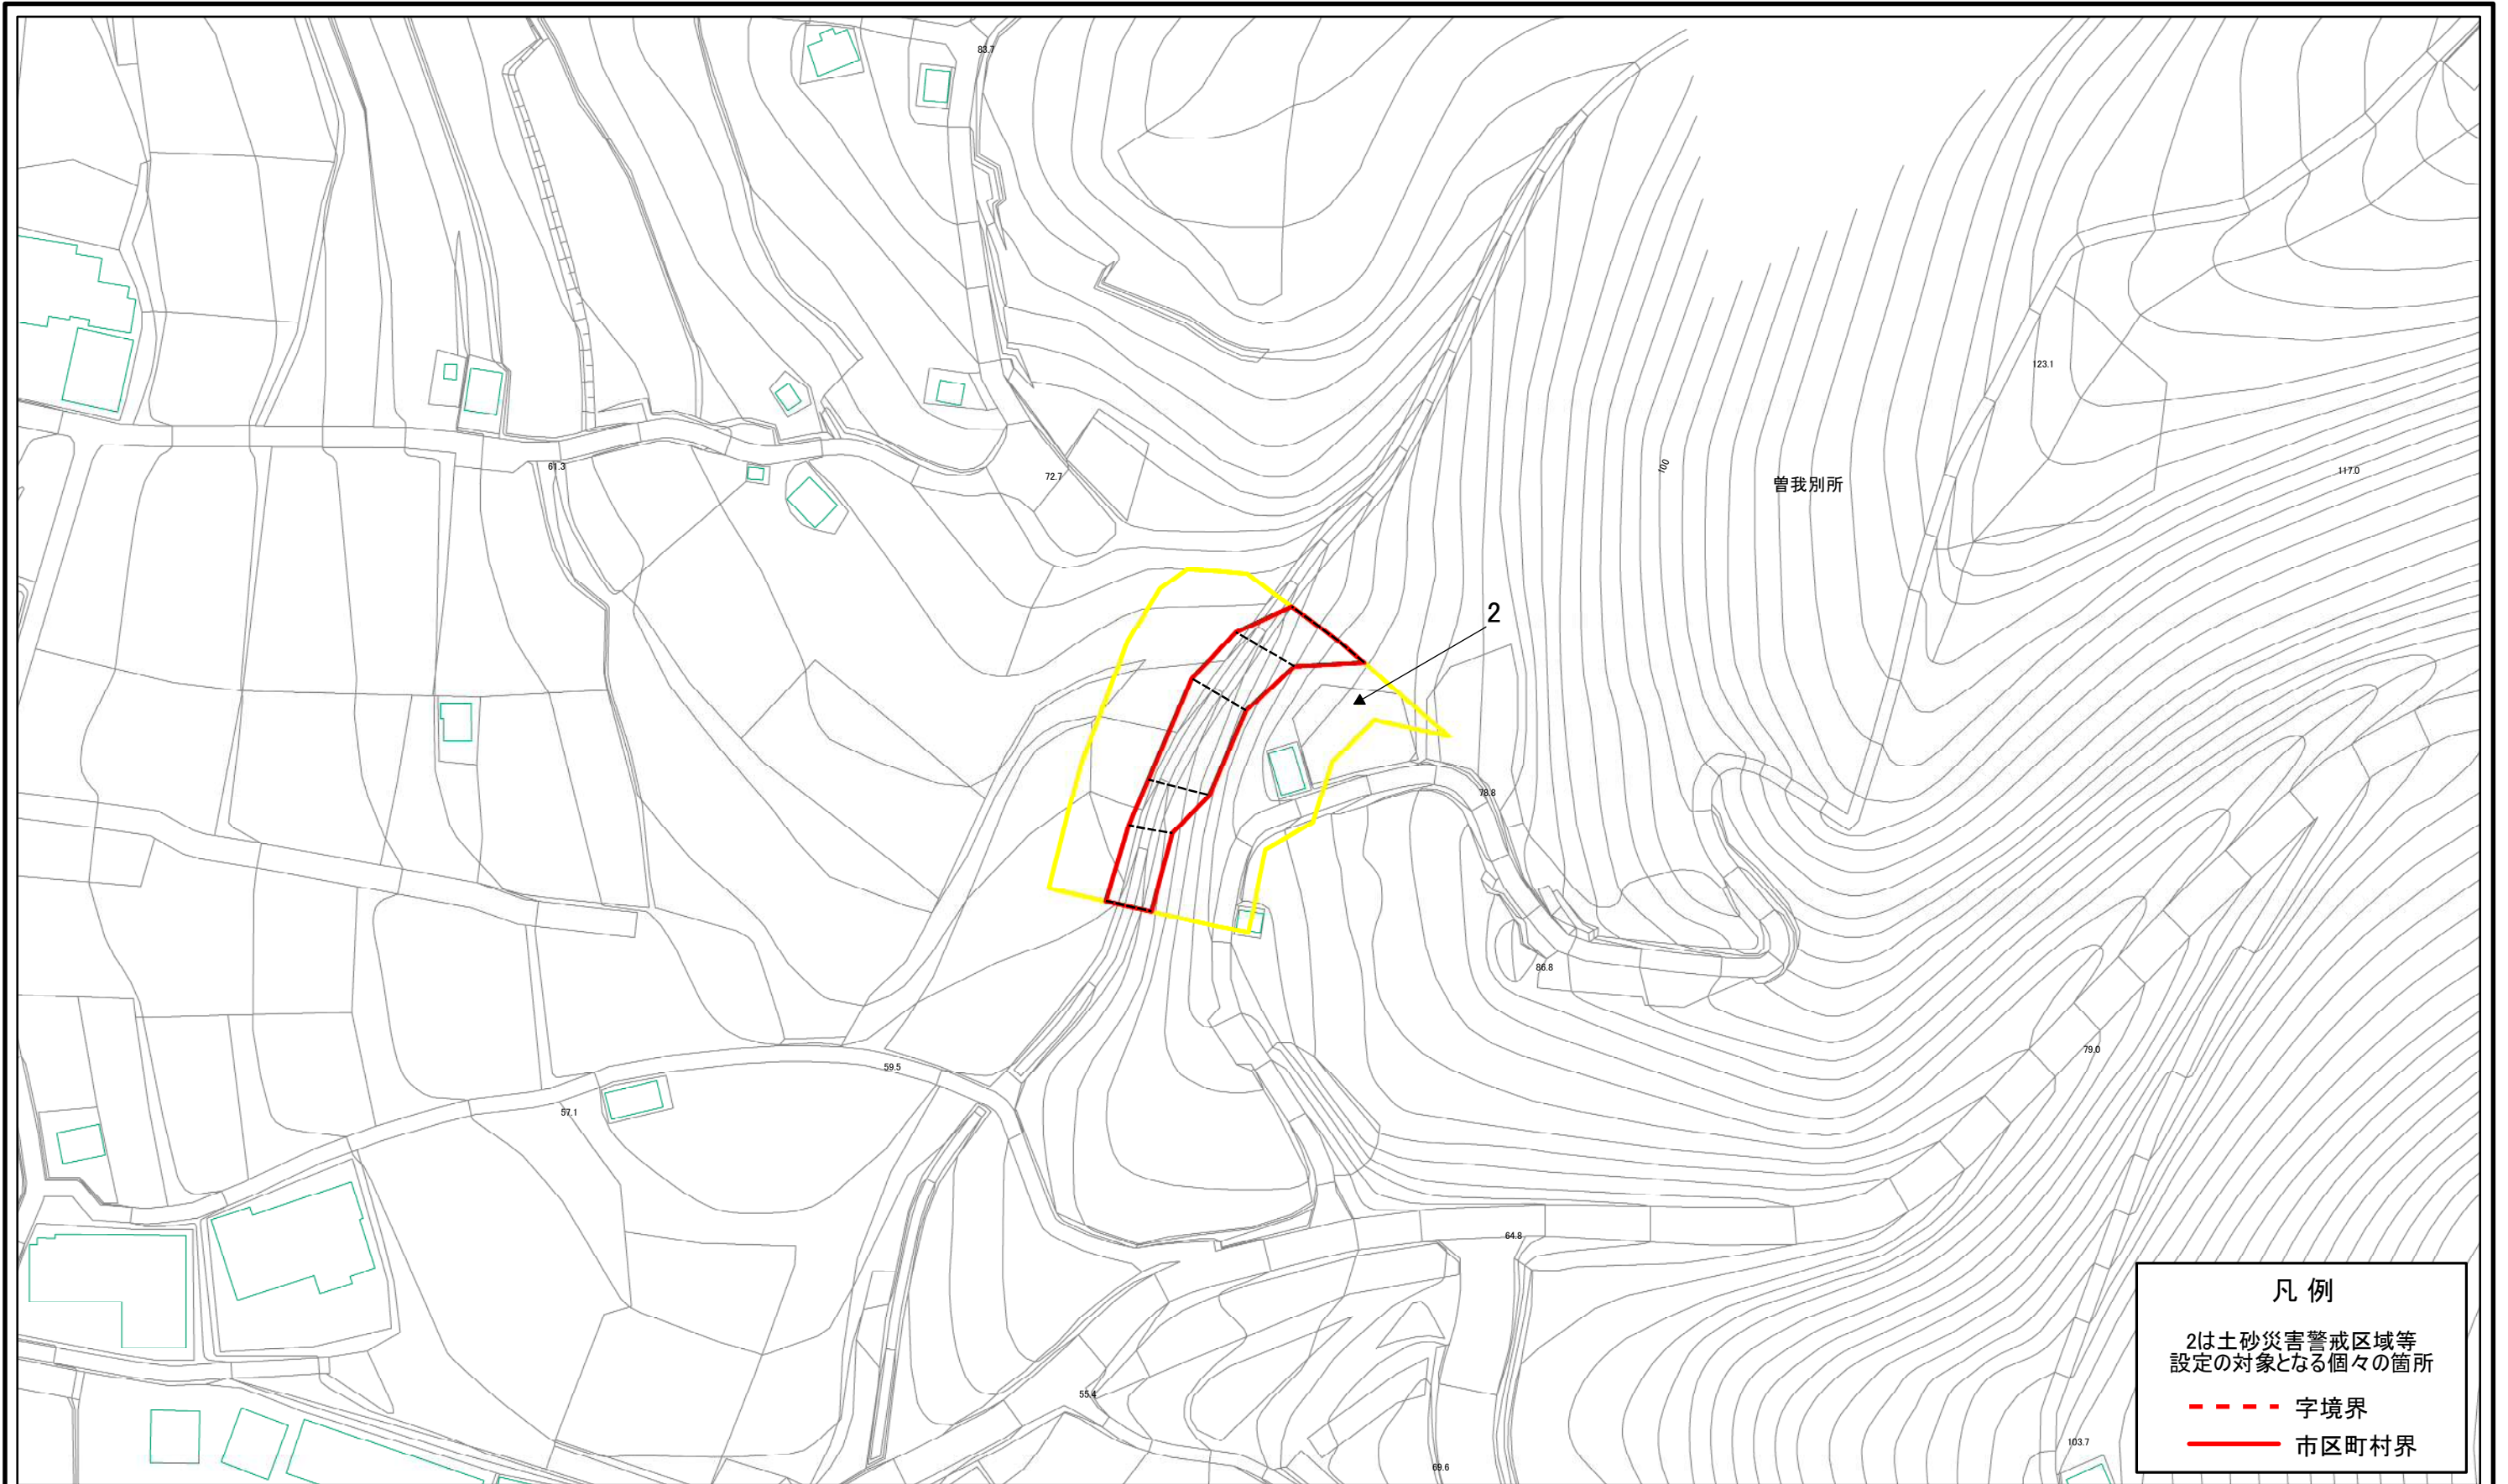 83.7
123.1
61.3
72.7
100
117.0
曽我別所
2
78.8
86.8
79.0
59.5
57.1
64.8
55.4
69.6
103.7
凡 例
2は土砂災害警戒区域等
設定の対象となる個々の箇所
字境界
市区町村界